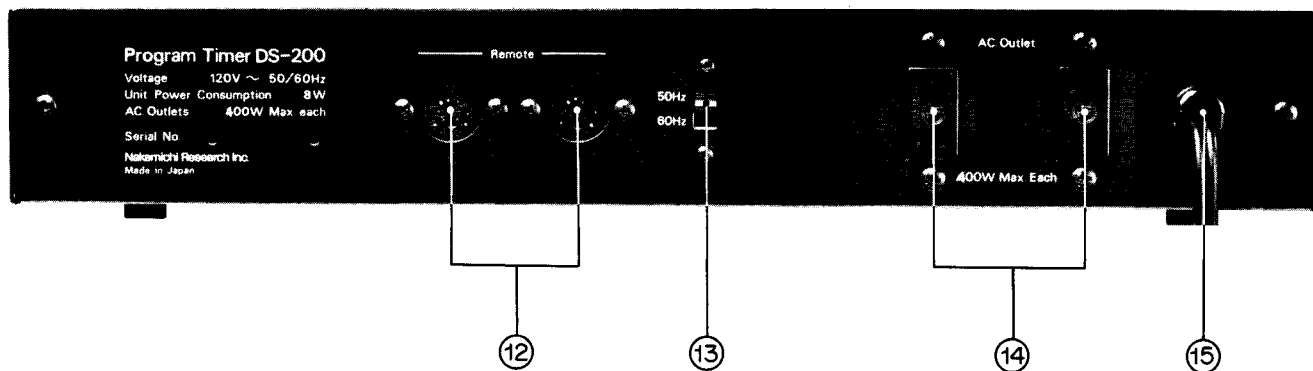 Program Timer DS-200
Voltage 120V ~ 50/60Hz
Unit Power Consumption 8W
AC Outlets 400W Max each
Serial No.
Nakamichi Research Inc.
Made in Japan
Remote
50Hz
60Hz
AC Outlet
400W Max Each
12
13
14
15